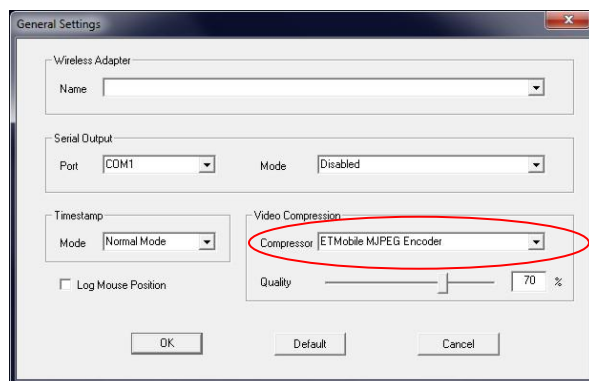 General Settings
Wireless Adapter
Name
Serial Output
Port COM1 Mode Disabled
Timestamp Video Compression
Mode Normal Mode Compressor ETMobile MJPEG Encoder
Log Mouse Position Quality 70 %
OK Default Cancel